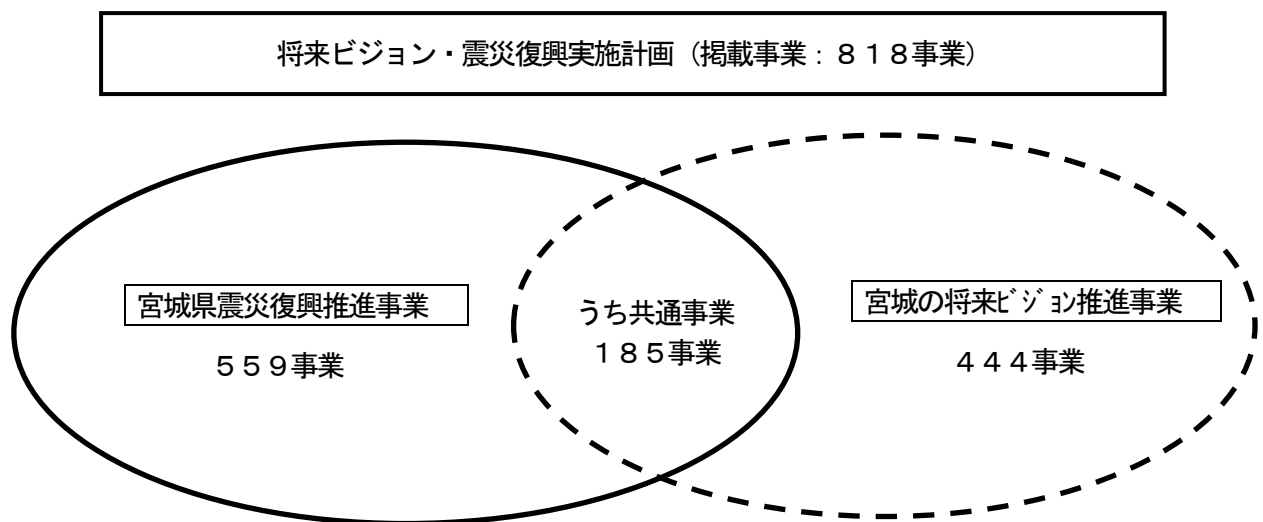 将来ビジョン・震災復興実施計画（掲載事業：８１８事業）
宮城県震災復興推進事業
５５９事業
うち共通事業
１８５事業
宮城の将来ﾋﾞｼﾞｮﾝ推進事業
４４４事業